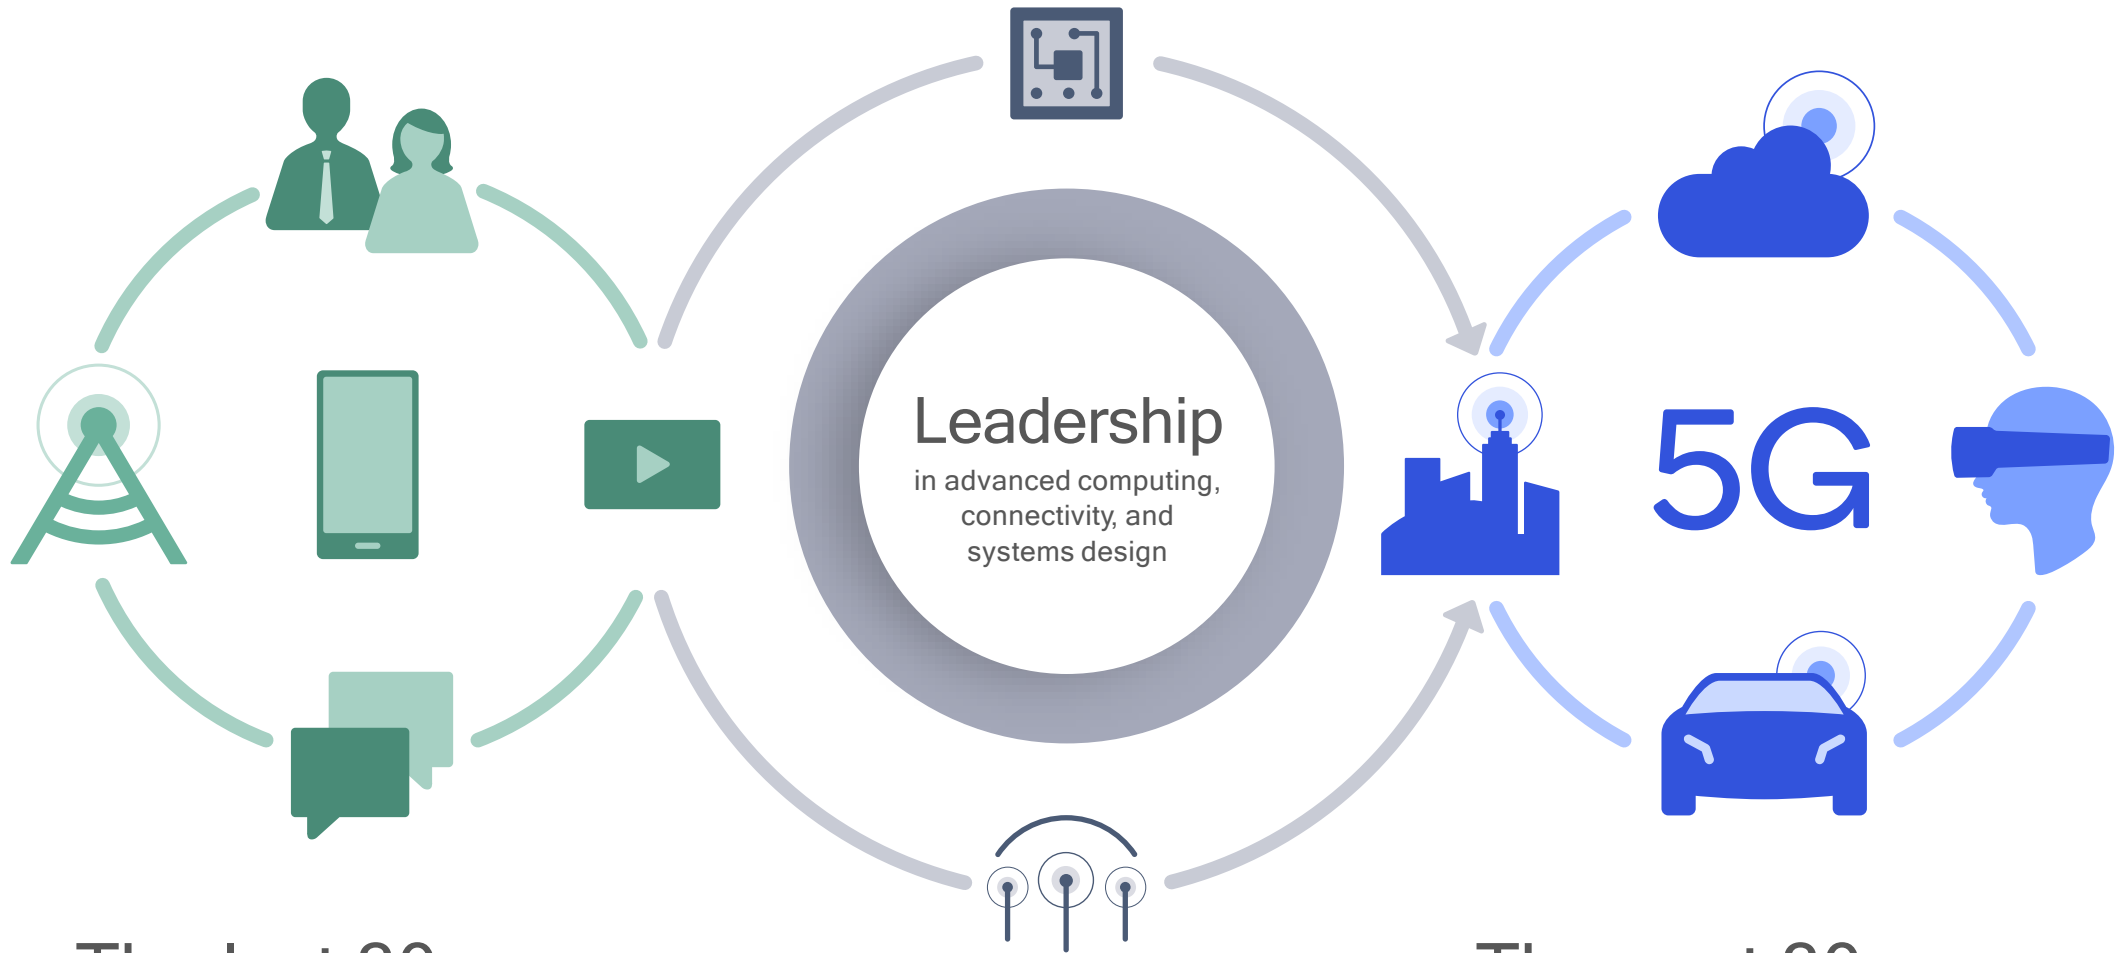 Leadership
in advanced computing,
connectivity, and
systems design
5G